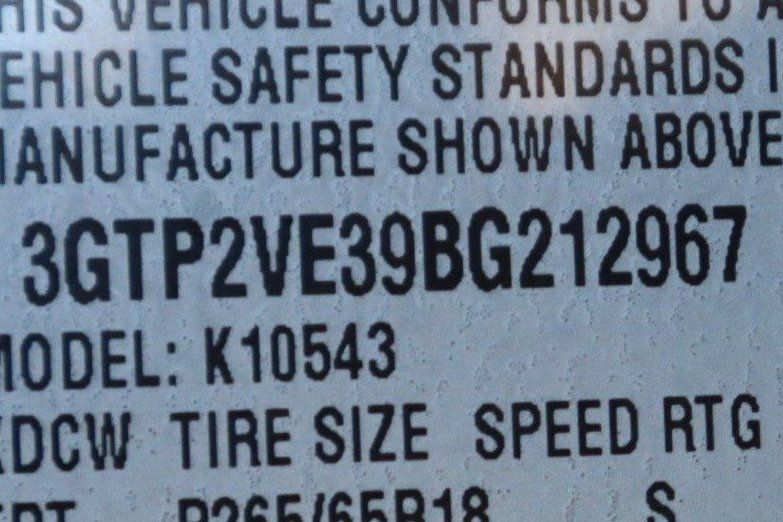 HIS VEHICLE CONFORMS TO A
EHICLE SAFETY STANDARDS I
MANUFACTURE SHOWN ABOVE
3GTP2VE39BG212967
MODEL: K10543
DCW TIRE SIZE SPEED RTG
P265/65R18 S